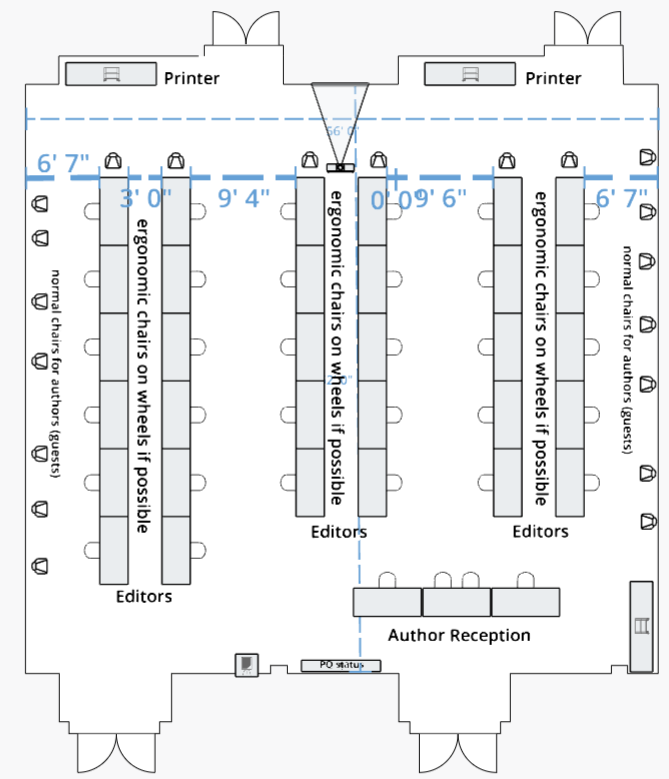 Printer
Printer
66' 0"
6' 7"
3' 0"
9' 4"
0' 0"
9' 6"
6' 7"
normal chairs for authors (guests)
ergonomic chairs on wheels if possible
ergonomic chairs on wheels if possible
ergonomic chairs on wheels if possible
normal chairs for authors (guests)
Editors
Editors
Editors
Author Reception
PO status